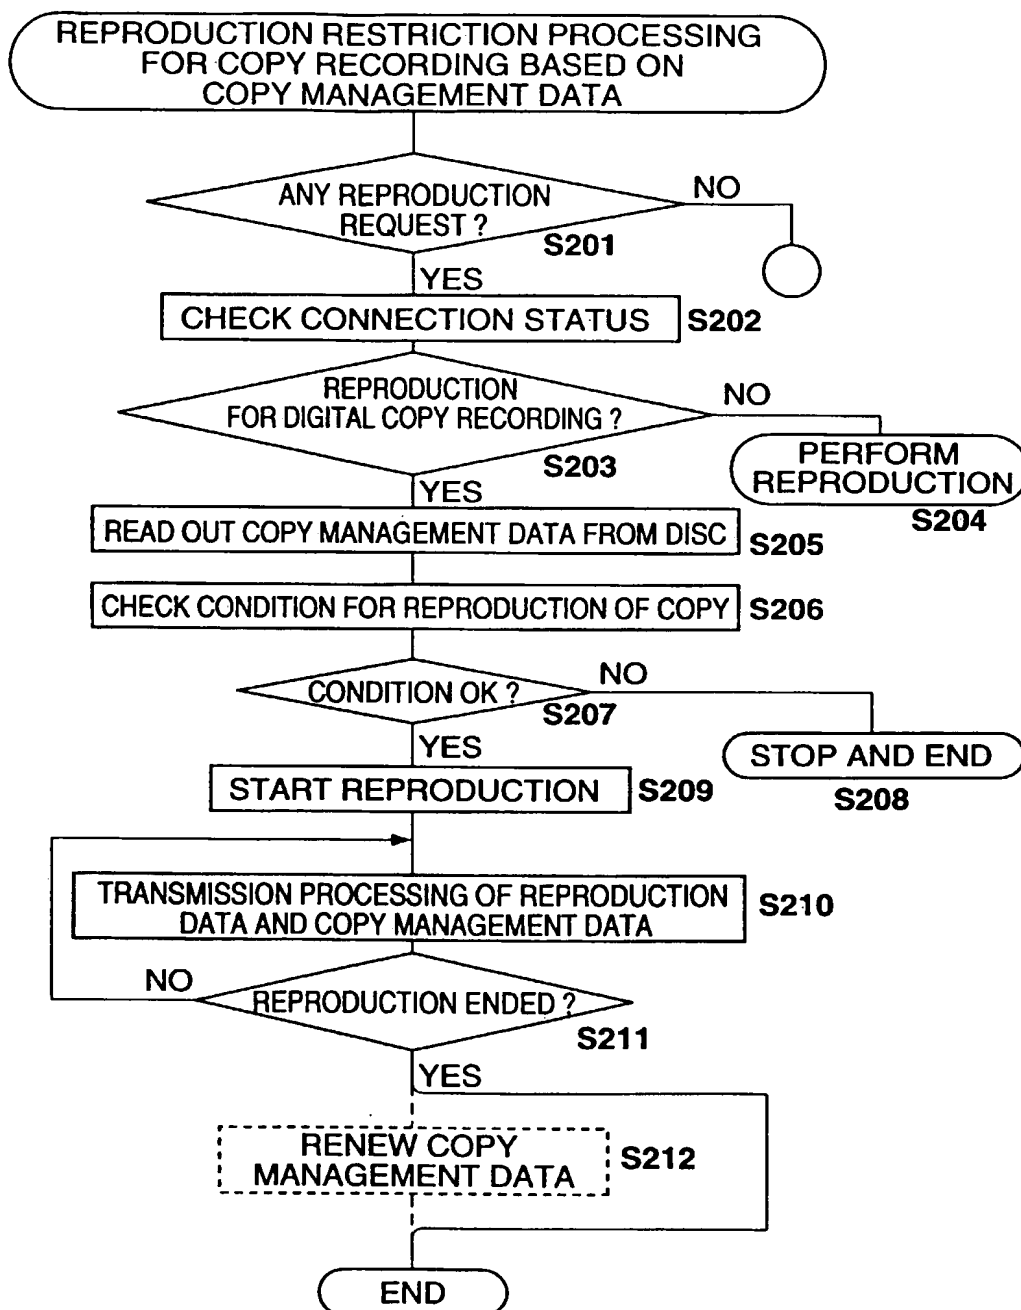 REPRODUCTION RESTRICTION PROCESSING
FOR COPY RECORDING BASED ON
COPY MANAGEMENT DATA
ANY REPRODUCTION
REQUEST ?
S201
NO
YES
CHECK CONNECTION STATUS
S202
REPRODUCTION
FOR DIGITAL COPY RECORDING ?
S203
NO
PERFORM
REPRODUCTION
S204
YES
READ OUT COPY MANAGEMENT DATA FROM DISC
S205
CHECK CONDITION FOR REPRODUCTION OF COPY
S206
CONDITION OK ?
S207
NO
STOP AND END
S208
YES
START REPRODUCTION
S209
TRANSMISSION PROCESSING OF REPRODUCTION
DATA AND COPY MANAGEMENT DATA
S210
NO
REPRODUCTION ENDED ?
S211
YES
RENEW COPY
MANAGEMENT DATA
S212
END